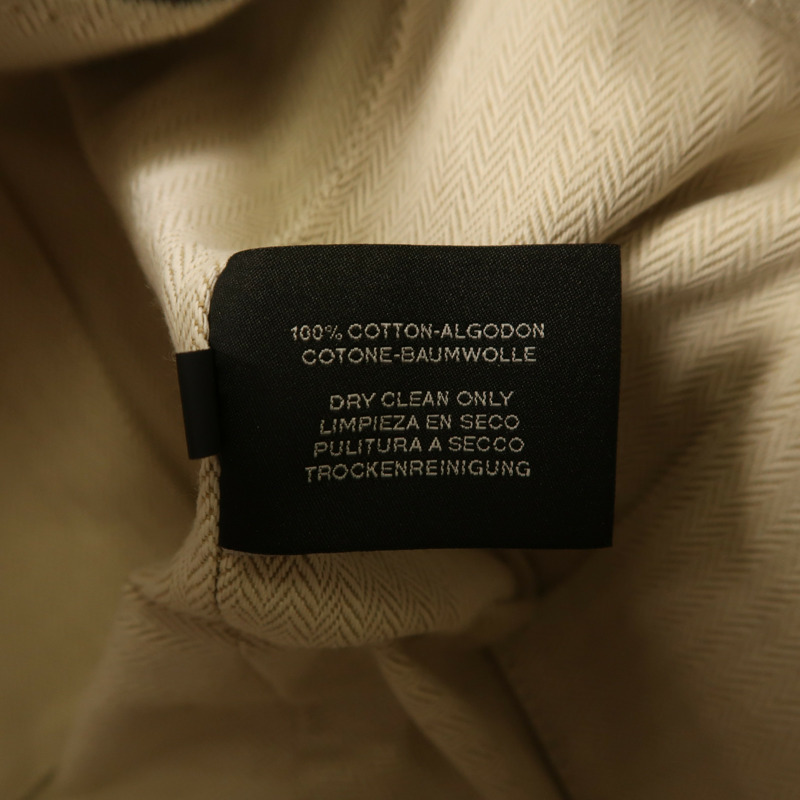 100% COTTON-ALGODON
COTONE-BAUMWOLLE
DRY CLEAN ONLY
LIMPIEZA EN SECO
PULITURA A SECCO
TROCKENREINIGUNG